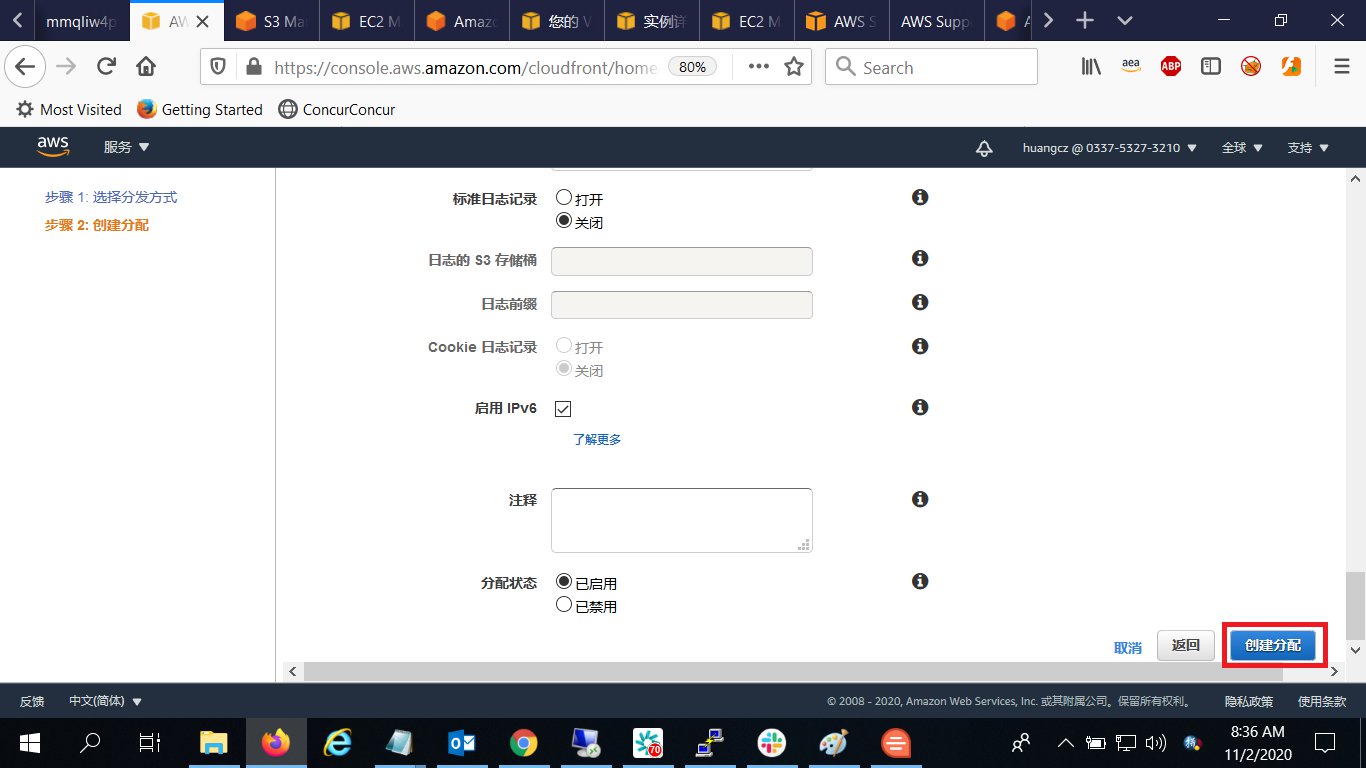 mmqliw4p
AW
S3 Ma
EC2 M
Amaz
您的 V
实例详
EC2 M
AWS S
AWS Supp
A
https://console.aws.amazon.com/cloudfront/home
80%
Search
aea
ABP
Most Visited
Getting Started
ConcurConcur
aws
服务
huangcz @ 0337-5327-3210
全球
支持
步骤 1: 选择分发方式
步骤 2: 创建分配
标准日志记录
打开
关闭
日志的 S3 存储桶
日志前缀
Cookie 日志记录
打开
关闭
启用 IPv6
了解更多
注释
分配状态
已启用
已禁用
取消
返回
创建分配
反馈
中文(简体)
© 2008 - 2020, Amazon Web Services, Inc. 或其附属公司。保留所有权利。
隐私政策
使用条款
70
8:36 AM
11/2/2020